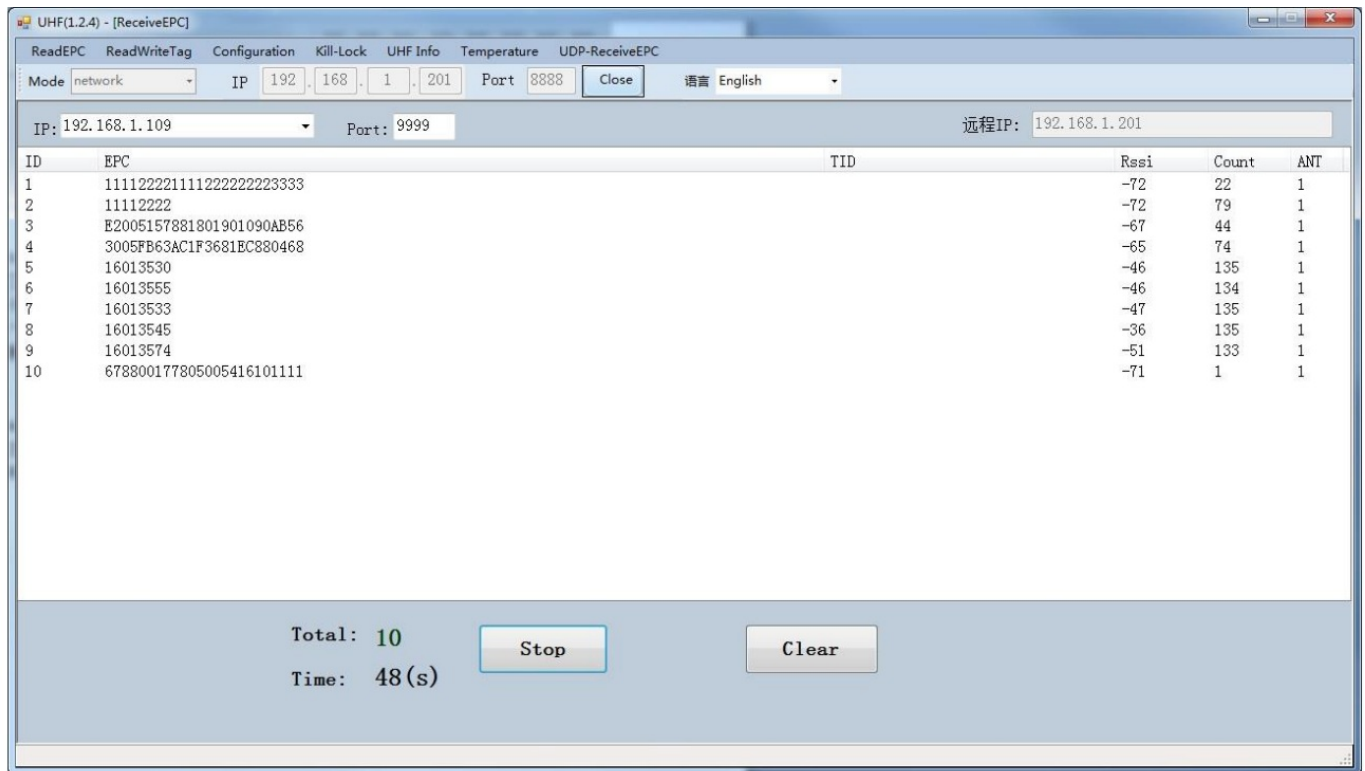 UHF(1.2.4) - [ReceiveEPC]
ReadEPC ReadWriteTag Configuration Kill-Lock UHF Info Temperature UDP-ReceiveEPC
Mode network IP 192 . 168 . 1 . 201 Port 8888 Close 语言 English
IP: 192.168.1.109 Port: 9999 远程IP: 192.168.1.201
ID EPC TID Rssi Count ANT
1 111122221111222222223333 -72 22 1
2 11112222 -72 79 1
3 E2005157881801901090AB56 -67 44 1
4 3005FB63AC1F3681EC880468 -65 74 1
5 16013530 -46 135 1
6 16013555 -46 134 1
7 16013533 -47 135 1
8 16013545 -36 135 1
9 16013574 -51 133 1
10 678800177805005416101111 -71 1 1
Total: 10 Stop Clear
Time: 48(s)